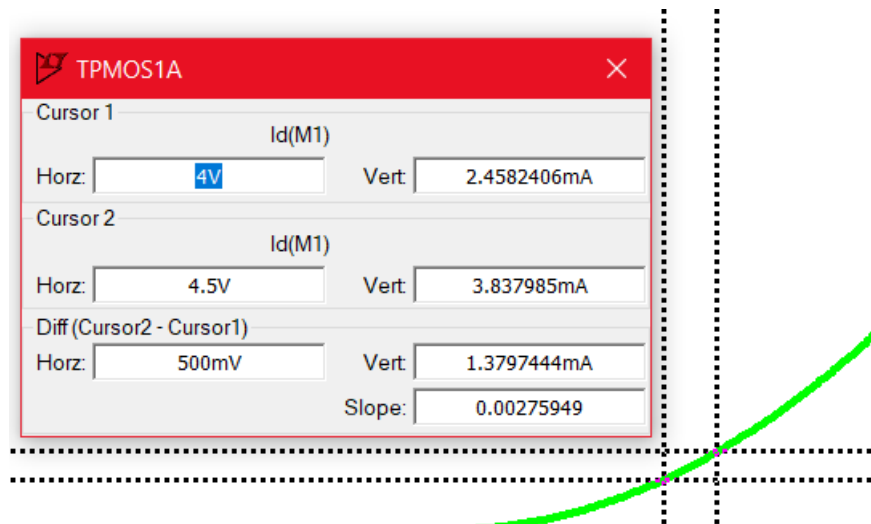 TPMOS1A
Cursor 1
Id(M1)
Horz: 4V Vert: 2.4582406mA
Cursor 2
Id(M1)
Horz: 4.5V Vert: 3.837985mA
Diff (Cursor2 - Cursor1)
Horz: 500mV Vert: 1.3797444mA
Slope: 0.00275949